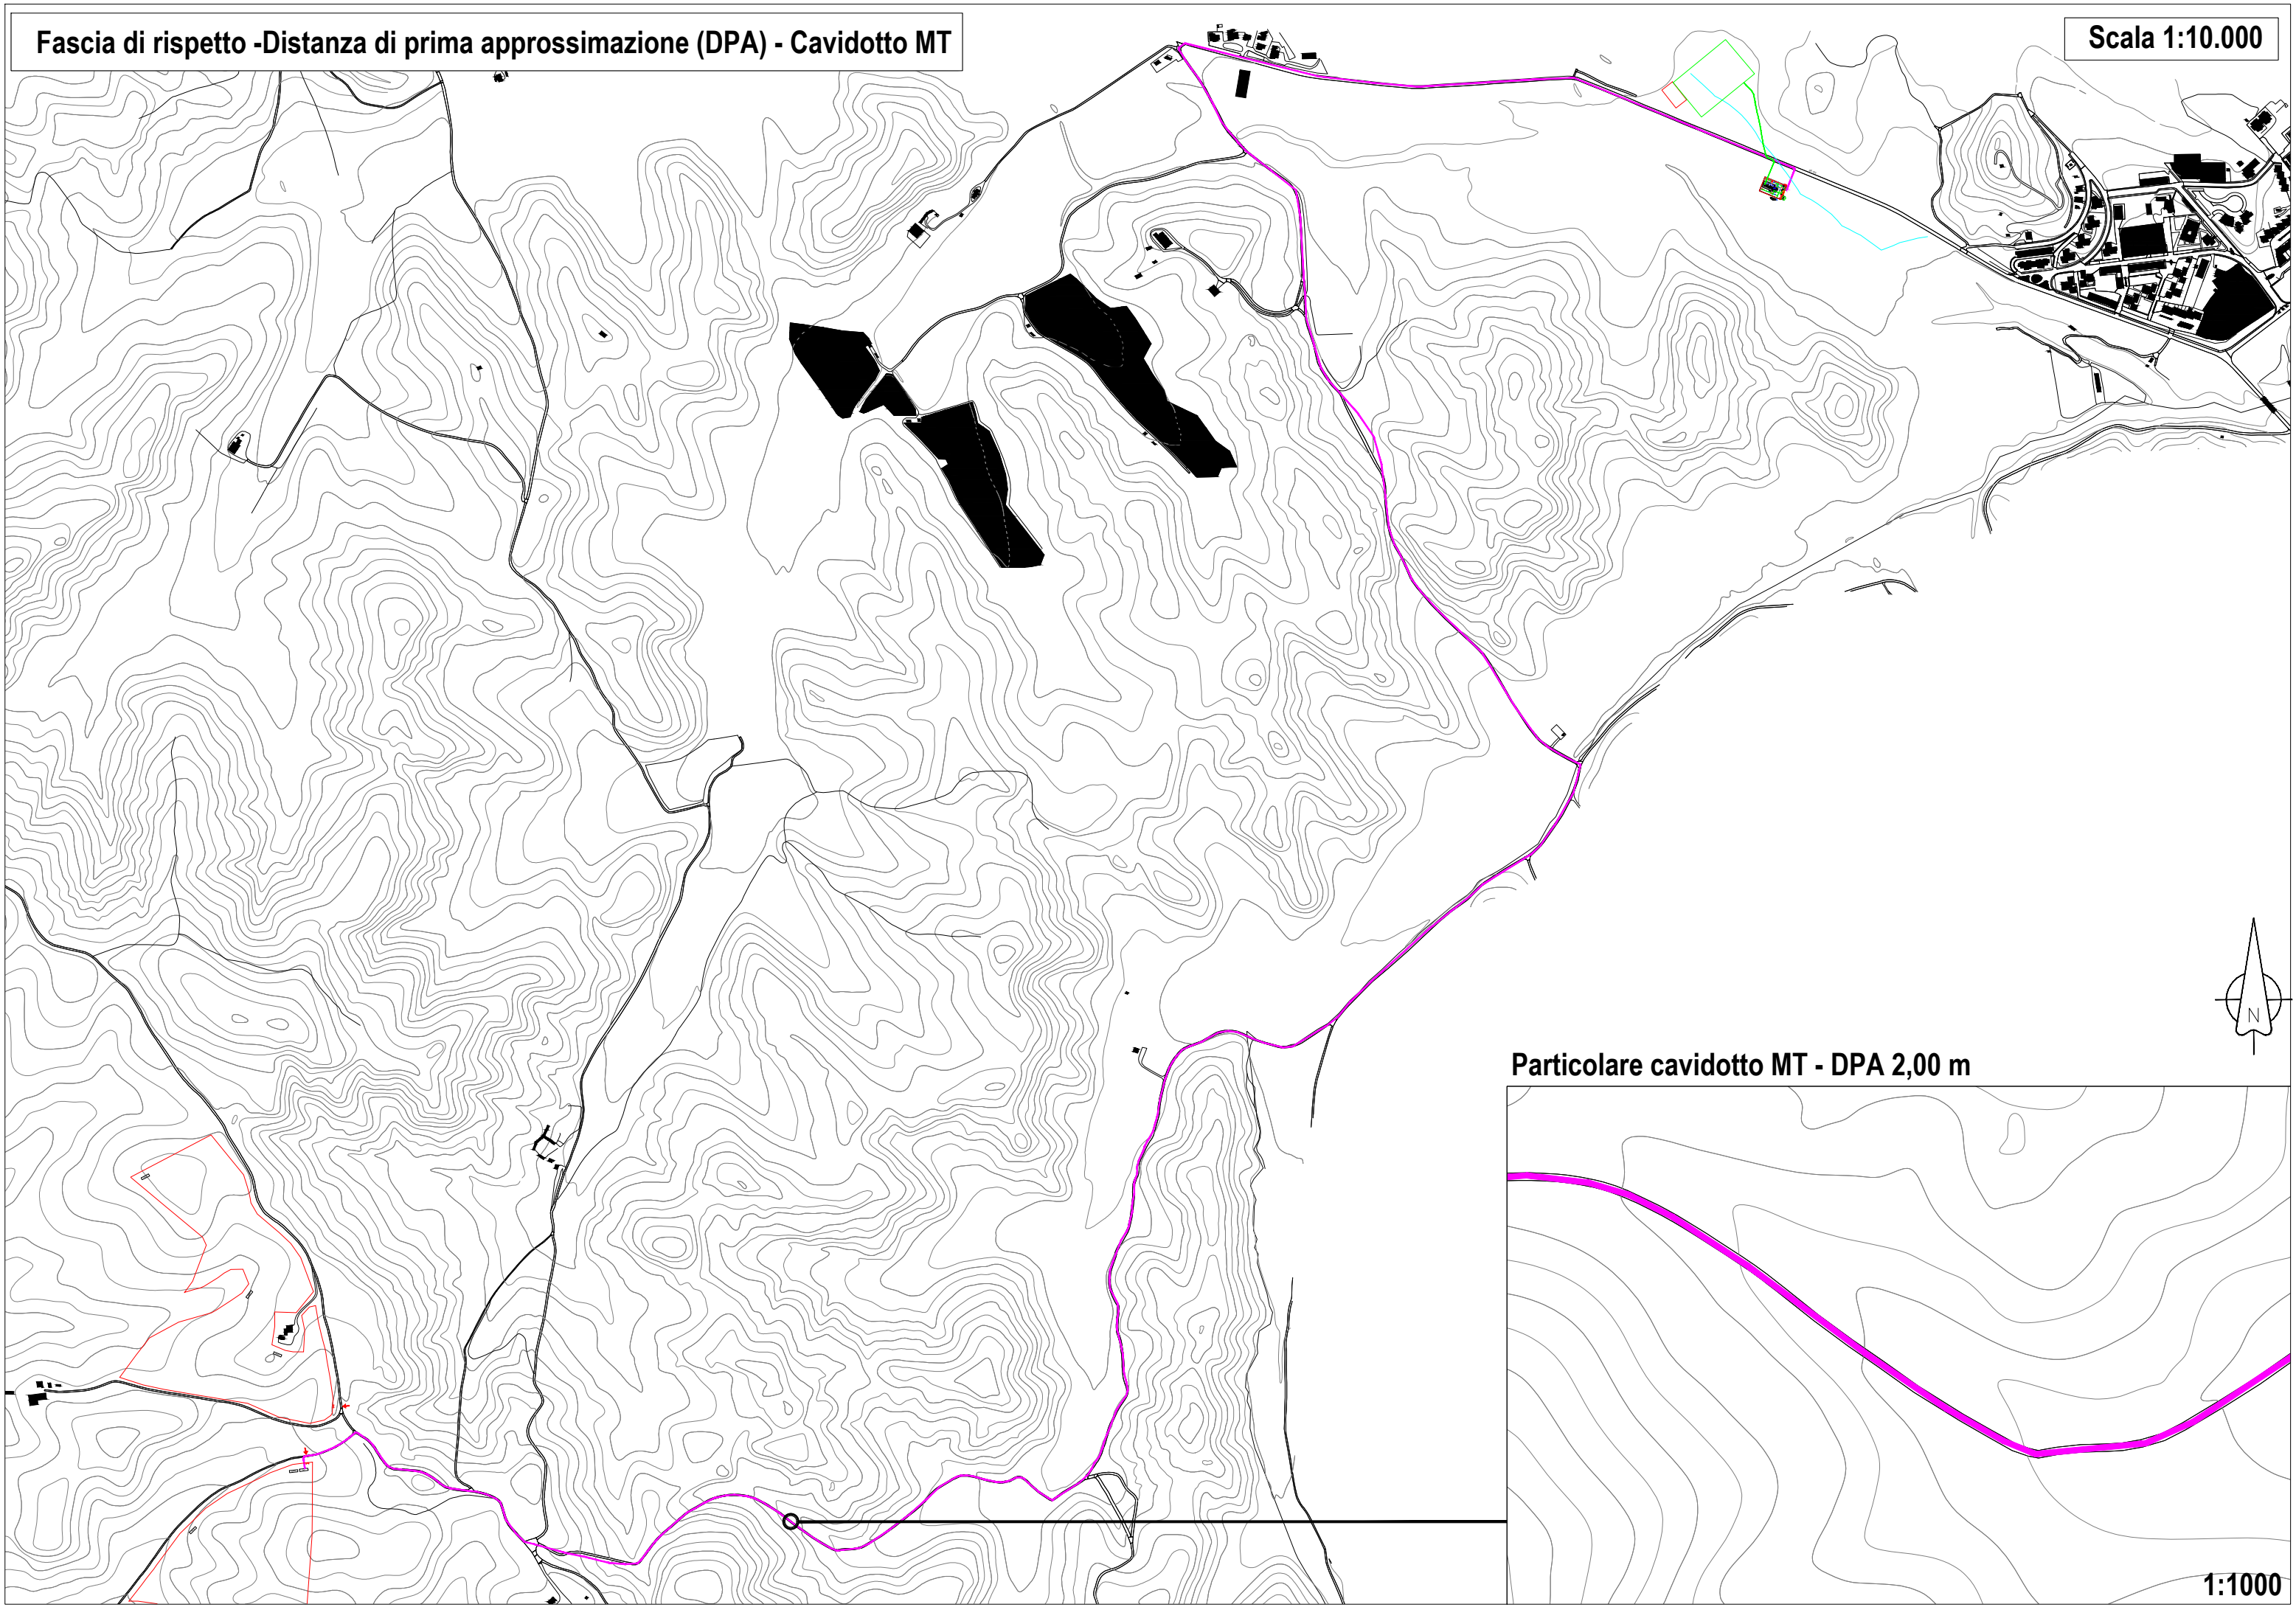 Fascia di rispetto -Distanza di prima approssimazione (DPA) - Cavidotto MT
Scala 1:10.000
N
Particolare cavidotto MT - DPA 2,00 m
1:1000